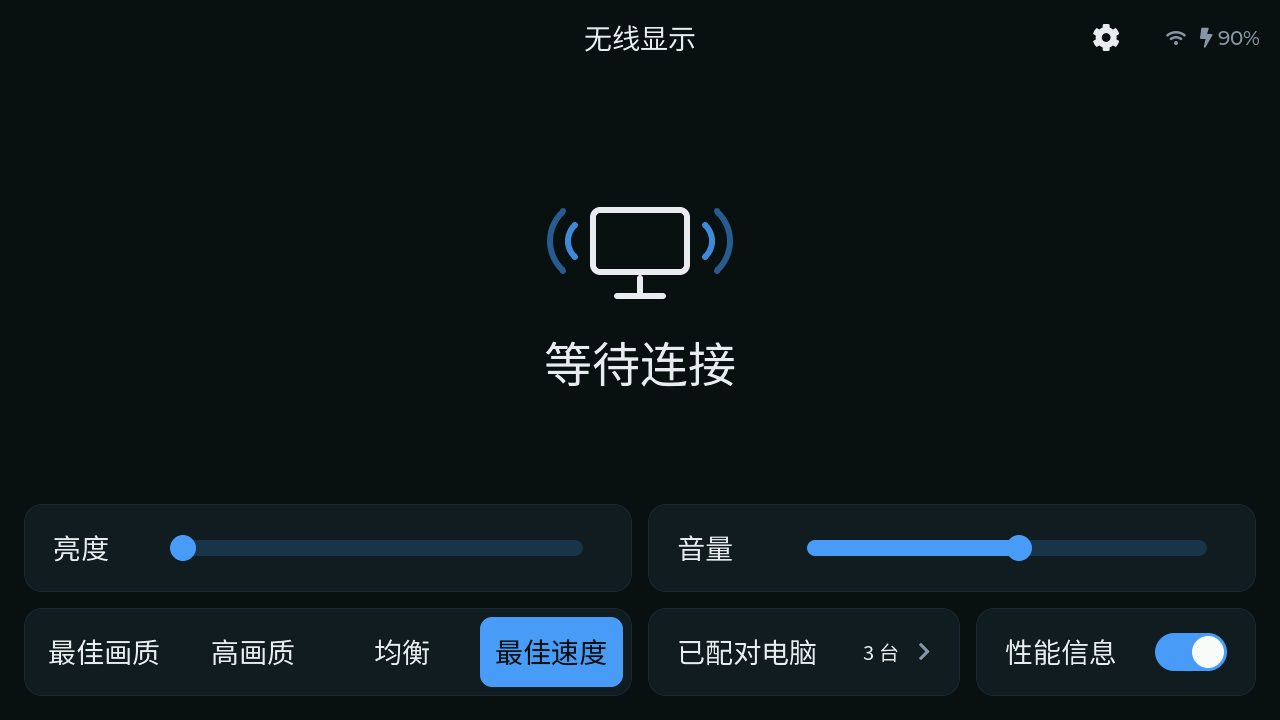 无线显示
90%
等待连接
亮度
音量
最佳画质 高画质 均衡 最佳速度
已配对电脑 3 台
性能信息